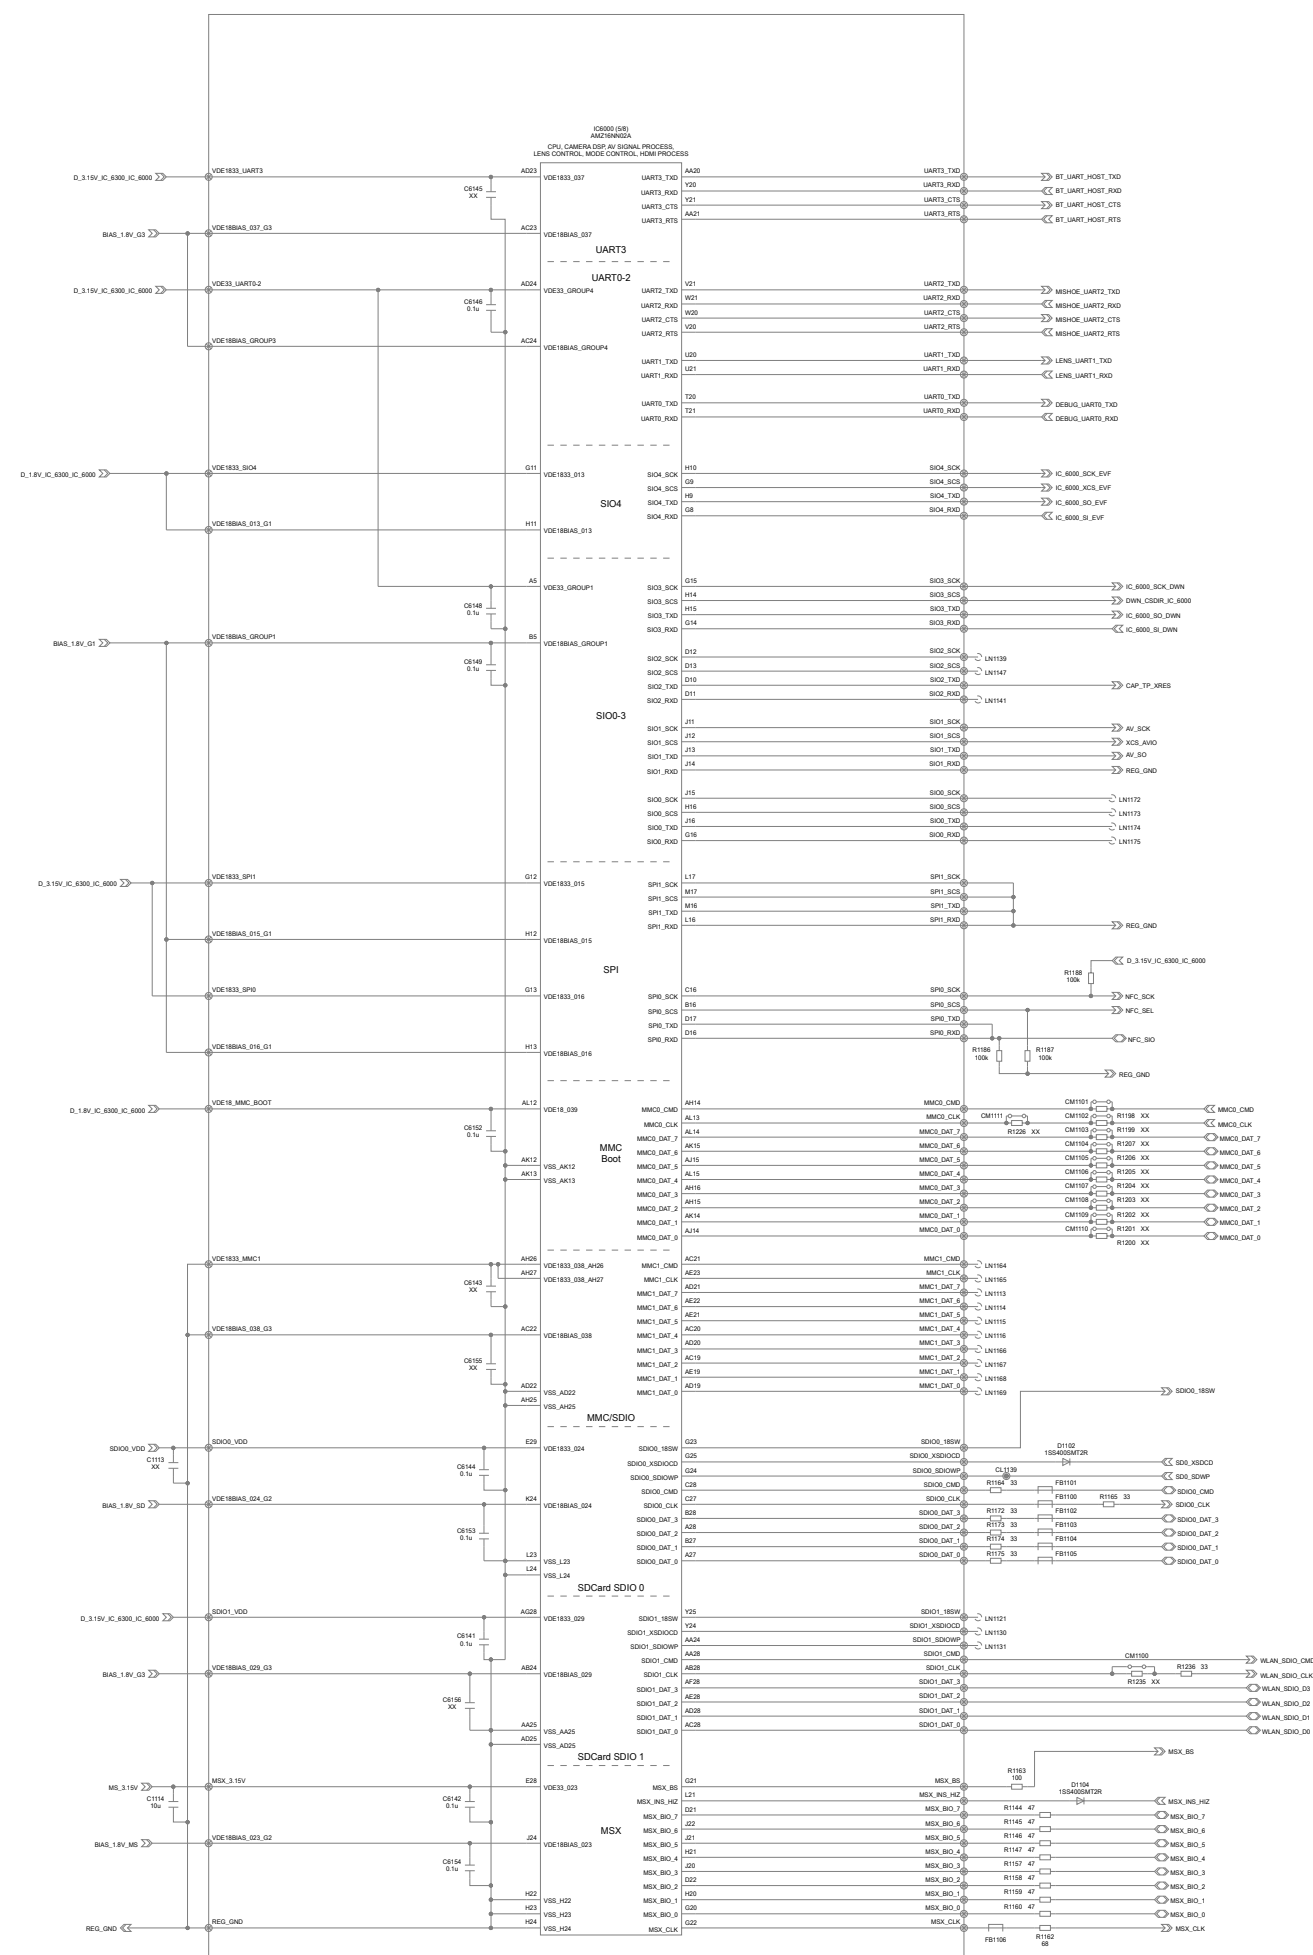 IC6000 (5/8)
AMZ16NN02A
CPU, CAMERA DSP, AV SIGNAL PROCESS,
LENS CONTROL, MODE CONTROL, HDMI PROCESS
D_3.15V_IC_6300_IC_6000 VDE1833_UART3 AD23 VDE1833_037 UART3_TXD AA20 UART3_TXD BT_UART_HOST_TXD
C6145 XX UART3_RXD Y20 UART3_RXD BT_UART_HOST_RXD
UART3_CTS Y21 UART3_CTS BT_UART_HOST_CTS
UART3_RTS AA21 UART3_RTS BT_UART_HOST_RTS
BIAS_1.8V_G3 VDE18BIAS_037_G3 AC23 VDE18BIAS_037
UART3
UART0-2
D_3.15V_IC_6300_IC_6000 VDE33_UART0-2 AD24 VDE33_GROUP4 UART2_TXD V21 UART2_TXD MISHOE_UART2_TXD
C6146 0.1u UART2_RXD W21 UART2_RXD MISHOE_UART2_RXD
UART2_CTS W20 UART2_CTS MISHOE_UART2_CTS
UART2_RTS V20 UART2_RTS MISHOE_UART2_RTS
VDE18BIAS_GROUP3 AC24 VDE18BIAS_GROUP4
UART1_TXD U20 UART1_TXD LENS_UART1_TXD
UART1_RXD U21 UART1_RXD LENS_UART1_RXD
UART0_TXD T20 UART0_TXD DEBUG_UART0_TXD
UART0_RXD T21 UART0_RXD DEBUG_UART0_RXD
D_1.8V_IC_6300_IC_6000 VDE1833_SIO4 G11 VDE1833_013 SIO4_SCK H10 SIO4_SCK IC_6000_SCK_EVF
SIO4_SCS G9 SIO4_SCS IC_6000_XCS_EVF
SIO4 SIO4_TXD H9 SIO4_TXD IC_6000_SO_EVF
SIO4_RXD G8 SIO4_RXD IC_6000_SI_EVF
VDE18BIAS_013_G1 H11 VDE18BIAS_013
A5 VDE33_GROUP1 SIO3_SCK G15 SIO3_SCK IC_6000_SCK_DWN
C6148 0.1u SIO3_SCS H14 SIO3_SCS DWN_CSDIR_IC_6000
SIO3_TXD H15 SIO3_TXD IC_6000_SO_DWN
SIO3_RXD G14 SIO3_RXD IC_6000_SI_DWN
BIAS_1.8V_G1 VDE18BIAS_GROUP1 B5 VDE18BIAS_GROUP1
C6149 0.1u SIO2_SCK D12 SIO2_SCK LN1139
SIO2_SCS D13 SIO2_SCS LN1147
SIO2_TXD D10 SIO2_TXD CAP_TP_XRES
SIO2_RXD D11 SIO2_RXD LN1141
SIO0-3
SIO1_SCK J11 SIO1_SCK AV_SCK
SIO1_SCS J12 SIO1_SCS XCS_AVIO
SIO1_TXD J13 SIO1_TXD AV_SO
SIO1_RXD J14 SIO1_RXD REG_GND
SIO0_SCK J15 SIO0_SCK LN1172
SIO0_SCS H16 SIO0_SCS LN1173
SIO0_TXD J16 SIO0_TXD LN1174
SIO0_RXD G16 SIO0_RXD LN1175
D_3.15V_IC_6300_IC_6000 VDE1833_SPI1 G12 VDE1833_015 SPI1_SCK L17 SPI1_SCK
SPI1_SCS M17 SPI1_SCS
SPI1_TXD M16 SPI1_TXD
SPI1_RXD L16 SPI1_RXD REG_GND
VDE18BIAS_015_G1 H12 VDE18BIAS_015
D_3.15V_IC_6300_IC_6000
SPI
R1188 100k
VDE1833_SPI0 G13 VDE1833_016 SPI0_SCK C16 SPI0_SCK NFC_SCK
SPI0_SCS B16 SPI0_SCS NFC_SEL
SPI0_TXD D17 SPI0_TXD
SPI0_RXD D16 SPI0_RXD NFC_SIO
VDE18BIAS_016_G1 H13 VDE18BIAS_016 R1186 100k R1187 100k
REG_GND
D_1.8V_IC_6300_IC_6000 VDE18_MMC_BOOT AL12 VDE18_039 MMC0_CMD AH14 MMC0_CMD CM1101 MMC0_CMD
C6152 0.1u MMC0_CLK AL13 MMC0_CLK CM1111 R1226 XX CM1102 R1198 XX MMC0_CLK
MMC0_DAT_7 AL14 MMC0_DAT_7 CM1103 R1199 XX MMC0_DAT_7
MMC
Boot
MMC0_DAT_6 AK15 MMC0_DAT_6 CM1104 R1207 XX MMC0_DAT_6
AK12 VSS_AK12 MMC0_DAT_5 AJ15 MMC0_DAT_5 CM1105 R1206 XX MMC0_DAT_5
AK13 VSS_AK13 MMC0_DAT_4 AL15 MMC0_DAT_4 CM1106 R1205 XX MMC0_DAT_4
MMC0_DAT_3 AH16 MMC0_DAT_3 CM1107 R1204 XX MMC0_DAT_3
MMC0_DAT_2 AH15 MMC0_DAT_2 CM1108 R1203 XX MMC0_DAT_2
MMC0_DAT_1 AK14 MMC0_DAT_1 CM1109 R1202 XX MMC0_DAT_1
MMC0_DAT_0 AJ14 MMC0_DAT_0 CM1110 R1201 XX MMC0_DAT_0
R1200 XX
VDE1833_MMC1 AH26 VDE1833_038_AH26 MMC1_CMD AC21 MMC1_CMD LN1164
AH27 VDE1833_038_AH27 MMC1_CLK AE23 MMC1_CLK LN1165
C6143 XX MMC1_DAT_7 AD21 MMC1_DAT_7 LN1113
MMC1_DAT_6 AE22 MMC1_DAT_6 LN1114
MMC1_DAT_5 AE21 MMC1_DAT_5 LN1115
VDE18BIAS_038_G3 AC22 VDE18BIAS_038 MMC1_DAT_4 AC20 MMC1_DAT_4 LN1116
MMC1_DAT_3 AD20 MMC1_DAT_3 LN1166
C6155 XX MMC1_DAT_2 AC19 MMC1_DAT_2 LN1167
MMC1_DAT_1 AE19 MMC1_DAT_1 LN1168
AD22 VSS_AD22 MMC1_DAT_0 AD19 MMC1_DAT_0 LN1169 SDIO0_18SW
AH25 VSS_AH25
MMC/SDIO
SDIO0_VDD SDIO0_VDD E29 VDE1833_024 SDIO0_18SW G23 SDIO0_18SW
C1113 XX C6144 0.1u SDIO0_XSDIOCD G25 SDIO0_XSDIOCD D1102 1SS400SMT2R SD0_XSDCD
SDIO0_SDIOWP G24 SDIO0_SDIOWP CL1139 SD0_SDWP
SDIO0_CMD C28 SDIO0_CMD R1164 33 FB1101 SDIO0_CMD
BIAS_1.8V_SD VDE18BIAS_024_G2 K24 VDE18BIAS_024 SDIO0_CLK C27 SDIO0_CLK FB1100 R1165 33 SDIO0_CLK
SDIO0_DAT_3 B28 SDIO0_DAT_3 R1172 33 FB1102 SDIO0_DAT_3
C6153 0.1u SDIO0_DAT_2 A28 SDIO0_DAT_2 R1173 33 FB1103 SDIO0_DAT_2
SDIO0_DAT_1 B27 SDIO0_DAT_1 R1174 33 FB1104 SDIO0_DAT_1
L23 VSS_L23 SDIO0_DAT_0 A27 SDIO0_DAT_0 R1175 33 FB1105 SDIO0_DAT_0
L24 VSS_L24
SDCard SDIO 0
D_3.15V_IC_6300_IC_6000 SDIO1_VDD AG28 VDE1833_029 SDIO1_18SW Y25 SDIO1_18SW LN1121
C6141 0.1u SDIO1_XSDIOCD Y24 SDIO1_XSDIOCD LN1130
SDIO1_SDIOWP AA24 SDIO1_SDIOWP LN1131
SDIO1_CMD AA28 SDIO1_CMD CM1100 WLAN_SDIO_CMD
BIAS_1.8V_G3 VDE18BIAS_029_G3 AB24 VDE18BIAS_029 SDIO1_CLK AB28 SDIO1_CLK R1235 XX R1236 33 WLAN_SDIO_CLK
SDIO1_DAT_3 AF28 SDIO1_DAT_3 WLAN_SDIO_D3
C6156 XX SDIO1_DAT_2 AE28 SDIO1_DAT_2 WLAN_SDIO_D2
SDIO1_DAT_1 AD28 SDIO1_DAT_1 WLAN_SDIO_D1
AA25 VSS_AA25 SDIO1_DAT_0 AC28 SDIO1_DAT_0 WLAN_SDIO_D0
AD25 VSS_AD25
SDCard SDIO 1
MSX_BS
MS_3.15V MSX_3.15V E28 VDE33_023 MSX_BS G21 MSX_BS R1163 100
C1114 10u C6142 0.1u MSX_INS_HIZ L21 MSX_INS_HIZ D1104 1SS400SMT2R MSX_INS_HIZ
MSX_BIO_7 D21 MSX_BIO_7 R1144 47 MSX_BIO_7
MSX
MSX_BIO_6 J22 MSX_BIO_6 R1145 47 MSX_BIO_6
BIAS_1.8V_MS VDE18BIAS_023_G2 J24 VDE18BIAS_023 MSX_BIO_5 J21 MSX_BIO_5 R1146 47 MSX_BIO_5
MSX_BIO_4 H21 MSX_BIO_4 R1147 47 MSX_BIO_4
C6154 0.1u MSX_BIO_3 J20 MSX_BIO_3 R1157 47 MSX_BIO_3
MSX_BIO_2 D22 MSX_BIO_2 R1158 47 MSX_BIO_2
H22 VSS_H22 MSX_BIO_1 H20 MSX_BIO_1 R1159 47 MSX_BIO_1
H23 VSS_H23 MSX_BIO_0 G20 MSX_BIO_0 R1160 47 MSX_BIO_0
REG_GND REG_GND H24 VSS_H24 MSX_CLK G22 MSX_CLK FB1106 R1162 68 MSX_CLK